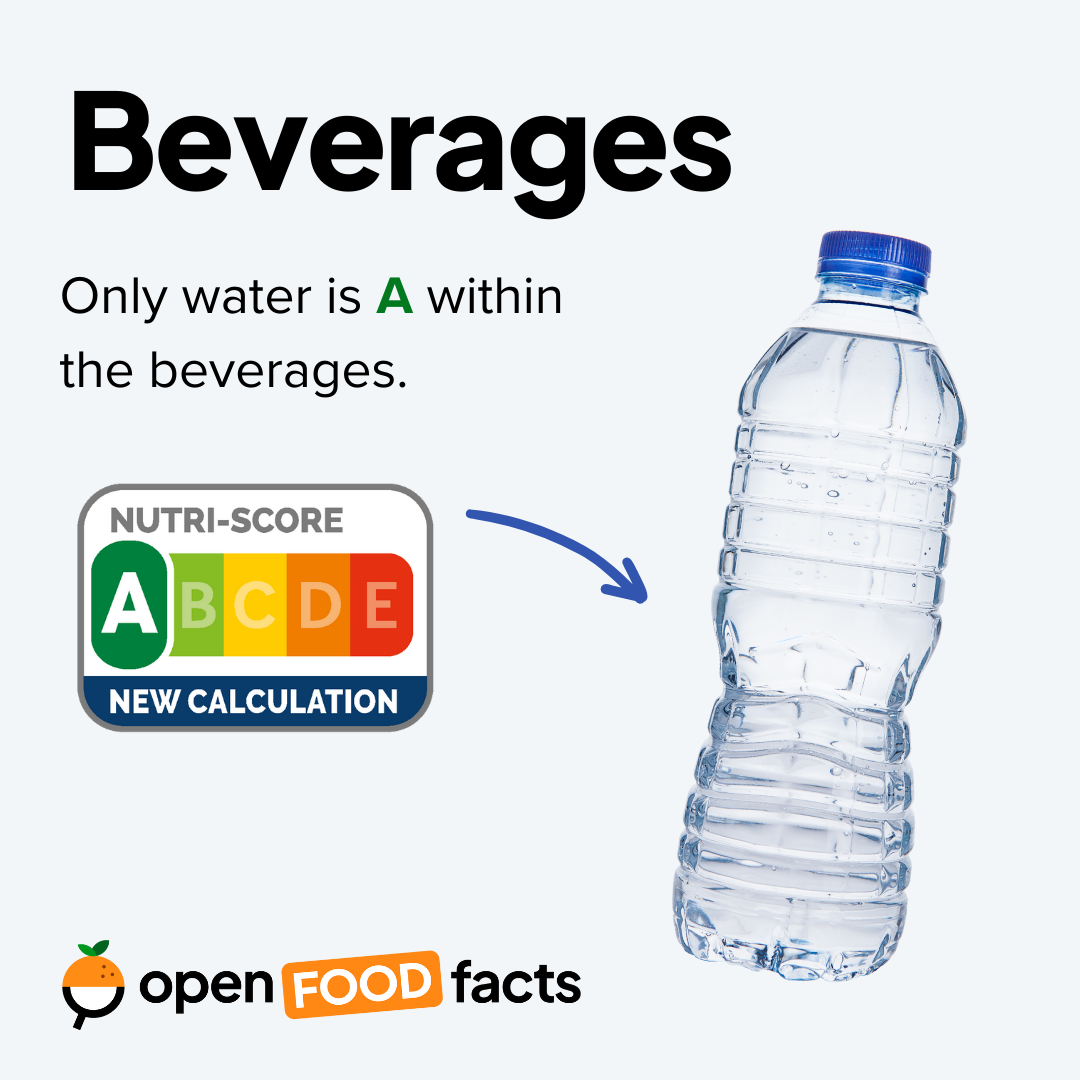 Beverages
Only water is A within
the beverages.
NUTRI-SCORE
A B C D E
NEW CALCULATION
open FOOD facts